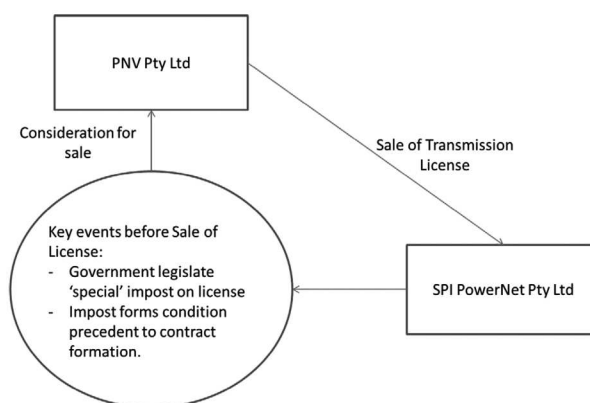 PNV Pty Ltd
Consideration for
sale
Sale of Transmission
License
Key events before Sale of
License:
- Government legislate
'special' impost on license
- Impost forms condition
precedent to contract
formation.
SPI PowerNet Pty Ltd